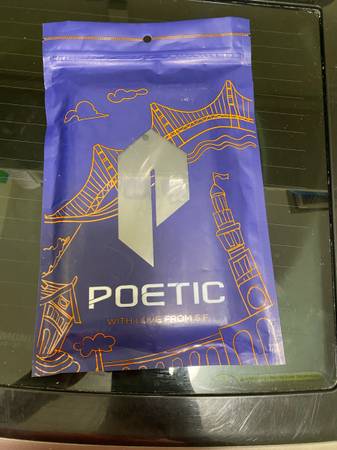 POETIC
WITH LOVE FROM S.F.